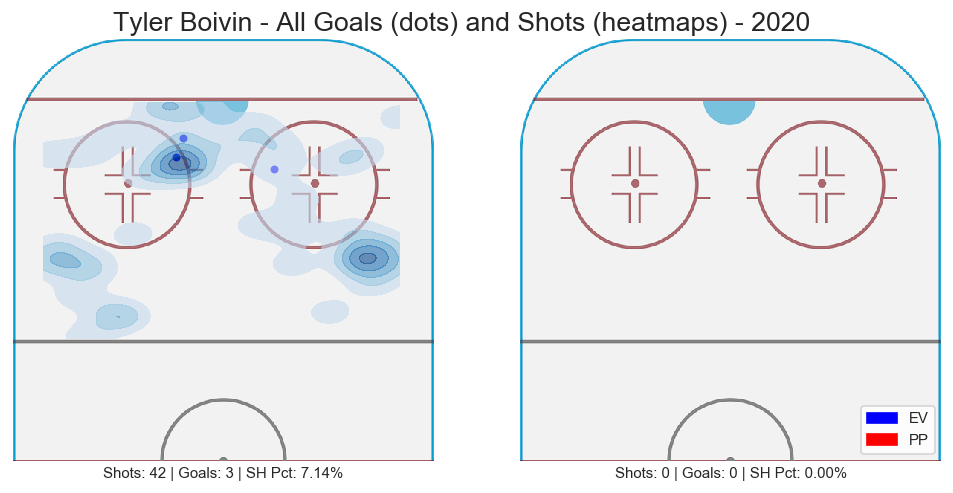 Tyler Boivin - All Goals (dots) and Shots (heatmaps) - 2020
EV
PP
Shots: 42 | Goals: 3 | SH Pct: 7.14%
Shots: 0 | Goals: 0 | SH Pct: 0.00%